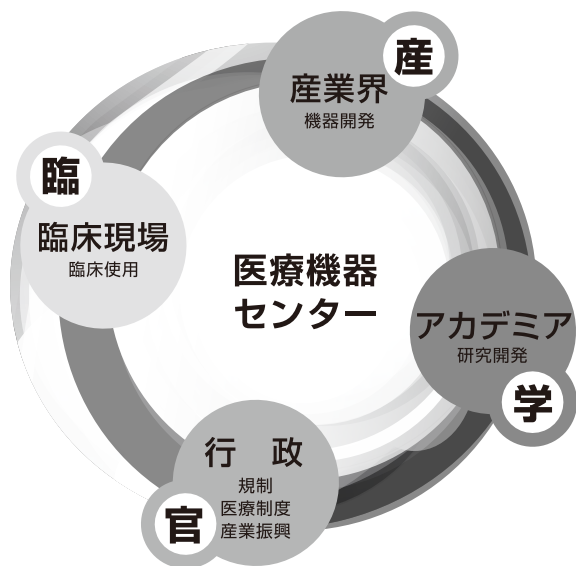 産
産業界
機器開発
臨
臨床現場
臨床使用
医療機器
センター
アカデミア
研究開発
学
行　政
規制
医療制度
産業振興
官